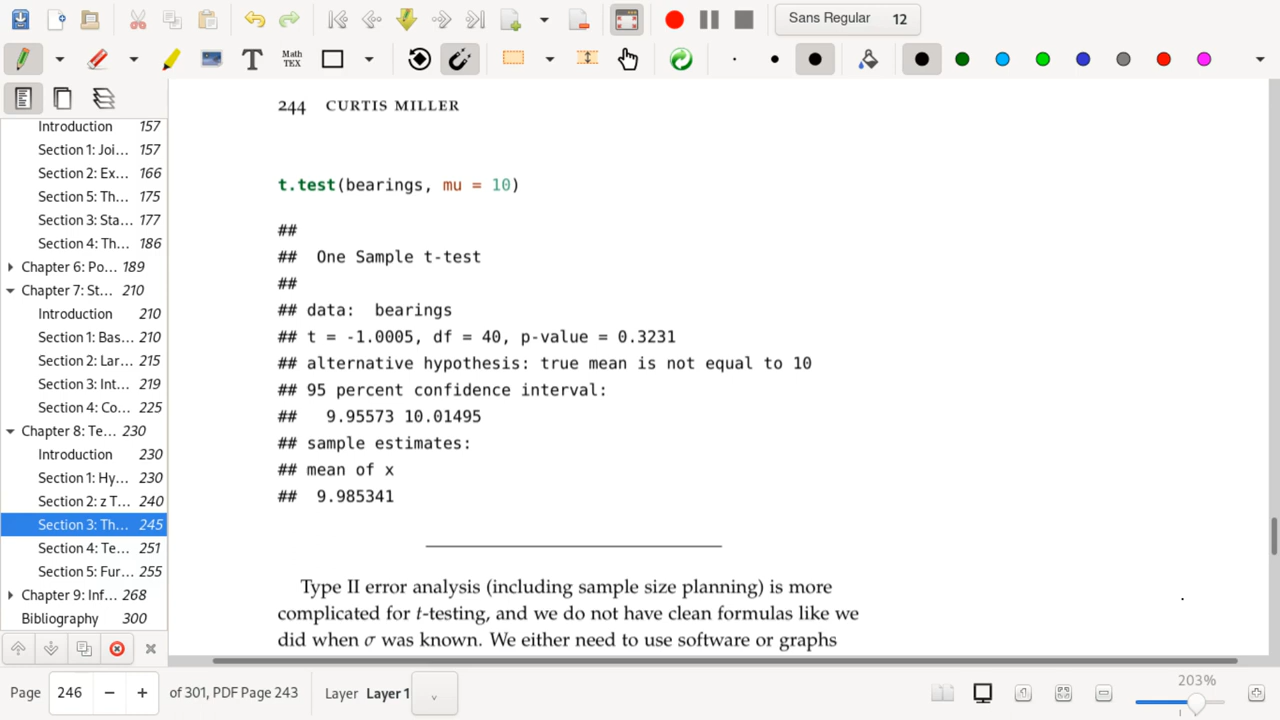 Sans Regular 12
Math
TEX
Introduction 157
Section 1: Joi... 157
Section 2: Ex... 166
Section 5: Th... 175
Section 3: Sta... 177
Section 4: Th... 186
Chapter 6: Po... 189
Chapter 7: St... 210
Introduction 210
Section 1: Bas... 210
Section 2: Lar... 215
Section 3: Int... 219
Section 4: Co... 225
Chapter 8: Te... 230
Introduction 230
Section 1: Hy... 230
Section 2: z T... 240
Section 3: Th... 245
Section 4: Te... 251
Section 5: Fur... 255
Chapter 9: Inf... 268
Bibliography 300
244 CURTIS MILLER
t.test(bearings, mu = 10)
##
## One Sample t-test
##
## data: bearings
## t = -1.0005, df = 40, p-value = 0.3231
## alternative hypothesis: true mean is not equal to 10
## 95 percent confidence interval:
## 9.95573 10.01495
## sample estimates:
## mean of x
## 9.985341
Type II error analysis (including sample size planning) is more
complicated for t-testing, and we do not have clean formulas like we
did when σ was known. We either need to use software or graphs
Page 246 of 301, PDF Page 243
Layer Layer 1
203%